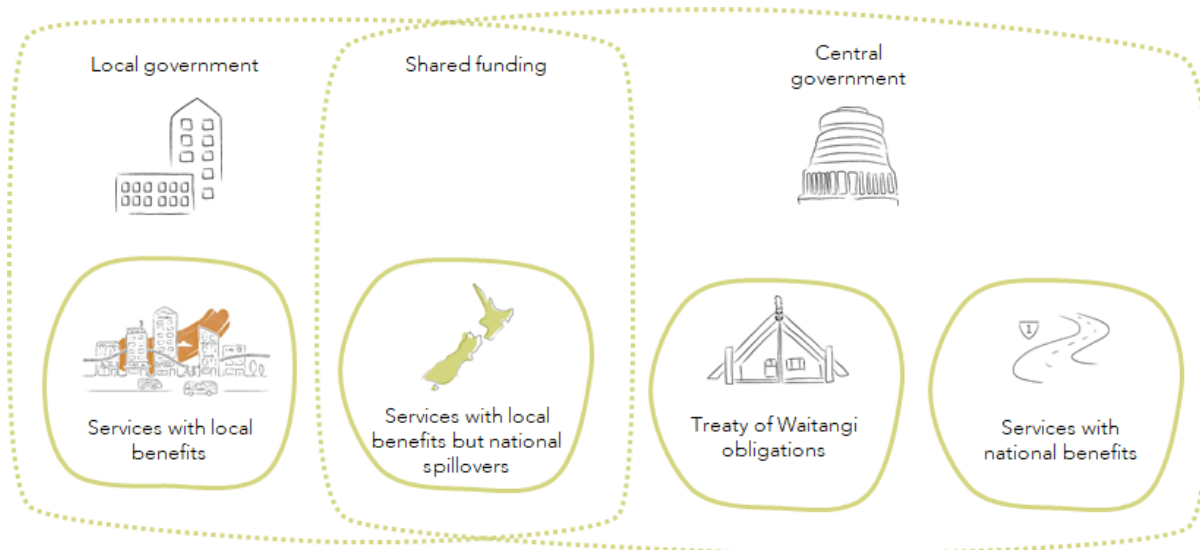 Local government
Shared funding
Central
government
1
Services with local
benefits
Services with local
benefits but national
spillovers
Treaty of Waitangi
obligations
Services with
national benefits